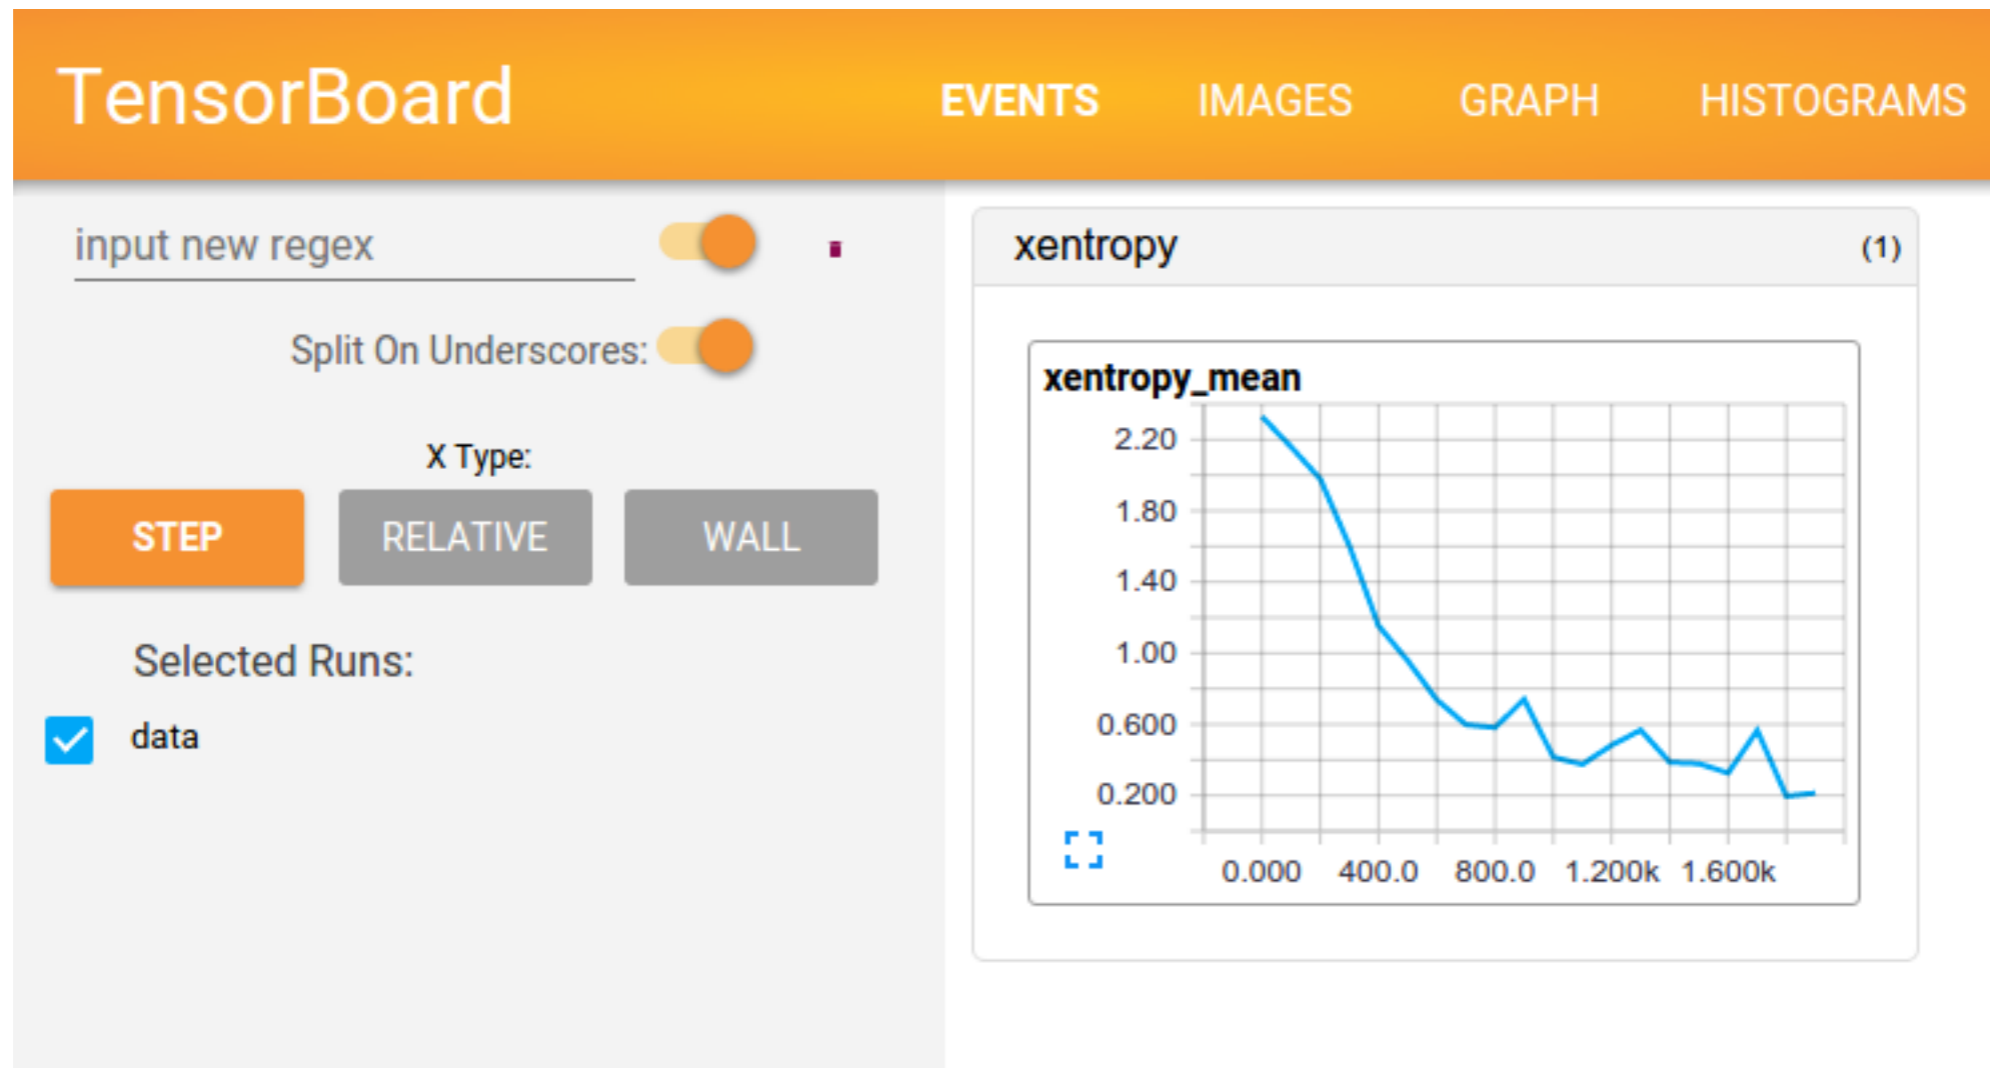 TensorBoard
EVENTS IMAGES GRAPH HISTOGRAMS
input new regex
Split On Underscores:
X Type:
STEP RELATIVE WALL
Selected Runs:
data
xentropy (1)
xentropy_mean
2.20
1.80
1.40
1.00
0.600
0.200
0.000 400.0 800.0 1.200k 1.600k